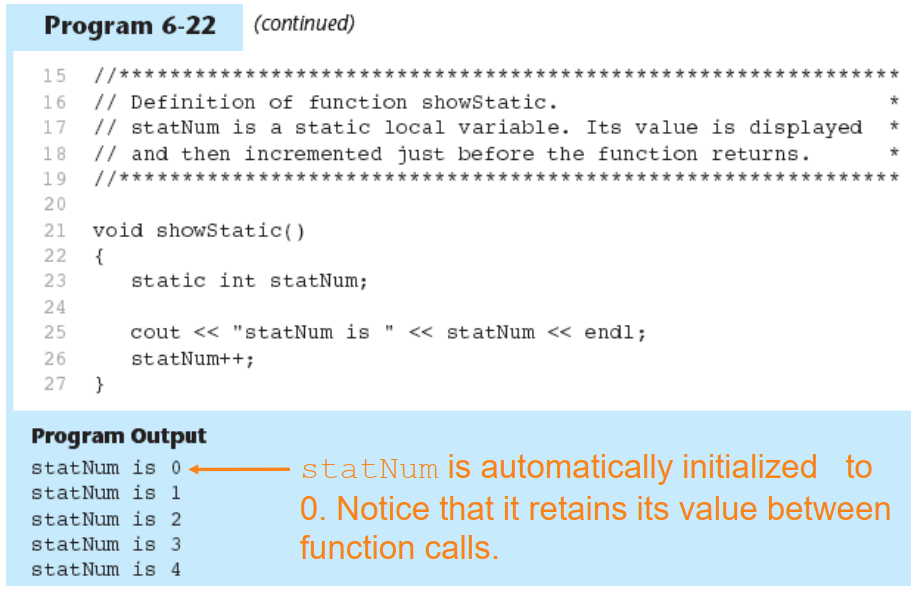 Program 6-22 (continued)
15 //**************************************************************
16 // Definition of function showStatic. *
17 // statNum is a static local variable. Its value is displayed *
18 // and then incremented just before the function returns. *
19 //**************************************************************
20
21 void showStatic()
22 {
23 static int statNum;
24
25 cout << "statNum is " << statNum << endl;
26 statNum++;
27 }
Program Output
statNum is 0
statNum is 1
statNum is 2
statNum is 3
statNum is 4
statNum is automatically initialized to
0. Notice that it retains its value between
function calls.